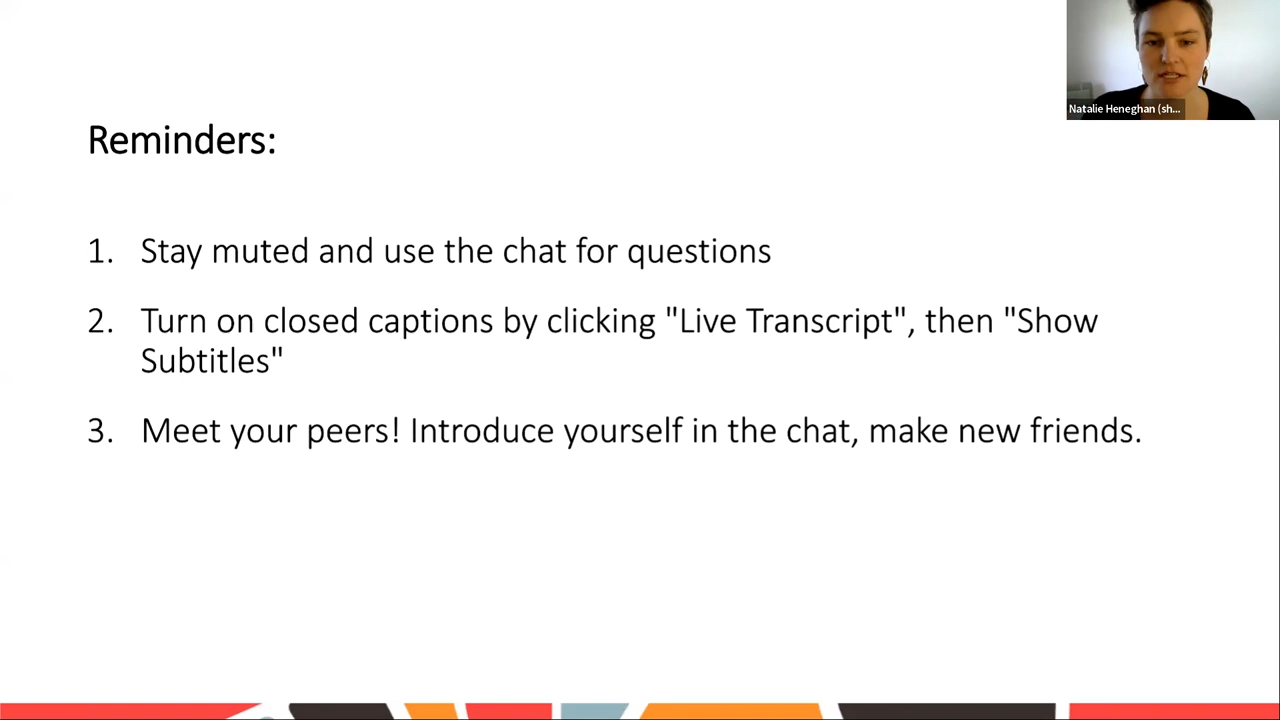 Natalie Heneghan (sh...
Reminders:
1. Stay muted and use the chat for questions
2. Turn on closed captions by clicking "Live Transcript", then "Show
Subtitles"
3. Meet your peers! Introduce yourself in the chat, make new friends.